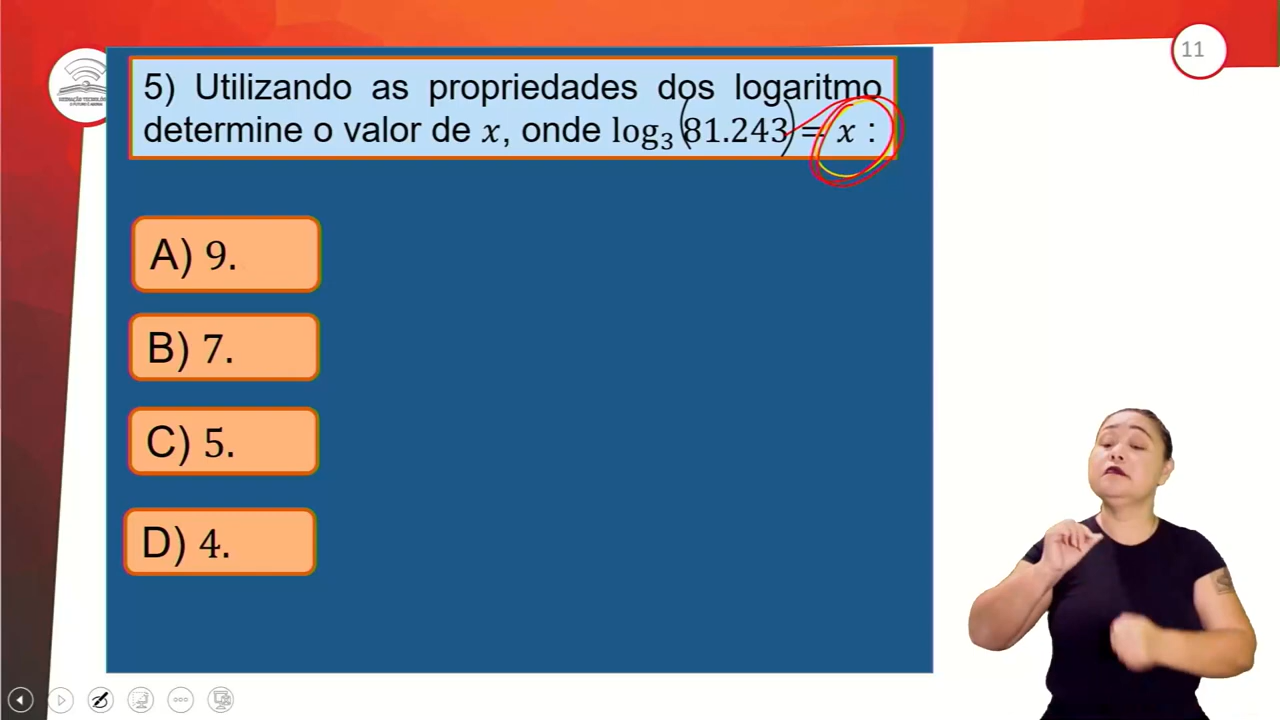 11
5) Utilizando as propriedades dos logaritmo
determine o valor de x, onde log₃(81.243) = x :
A) 9.
B) 7.
C) 5.
D) 4.